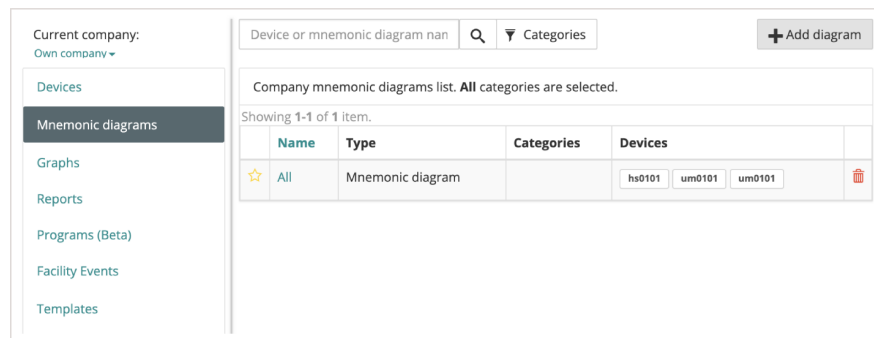 Current company:
Own company
Devices
Mnemonic diagrams
Graphs
Reports
Programs (Beta)
Facility Events
Templates
Device or mnemonic diagram nan
Categories
Add diagram
Company mnemonic diagrams list. All categories are selected.
Showing 1-1 of 1 item.
Name Type Categories Devices
All Mnemonic diagram hs0101 um0101 um0101